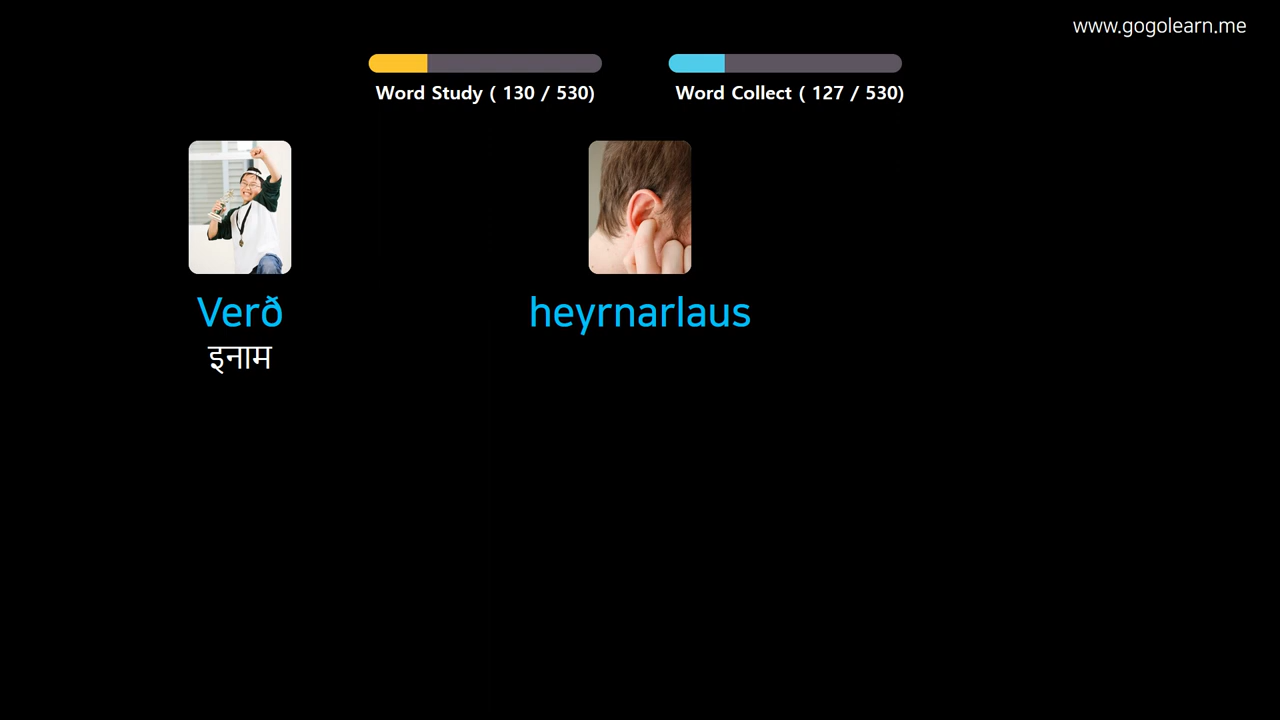 www.gogolearn.me
Word Study ( 130 / 530)
Word Collect ( 127 / 530)
Verð
इनाम
heyrnarlaus